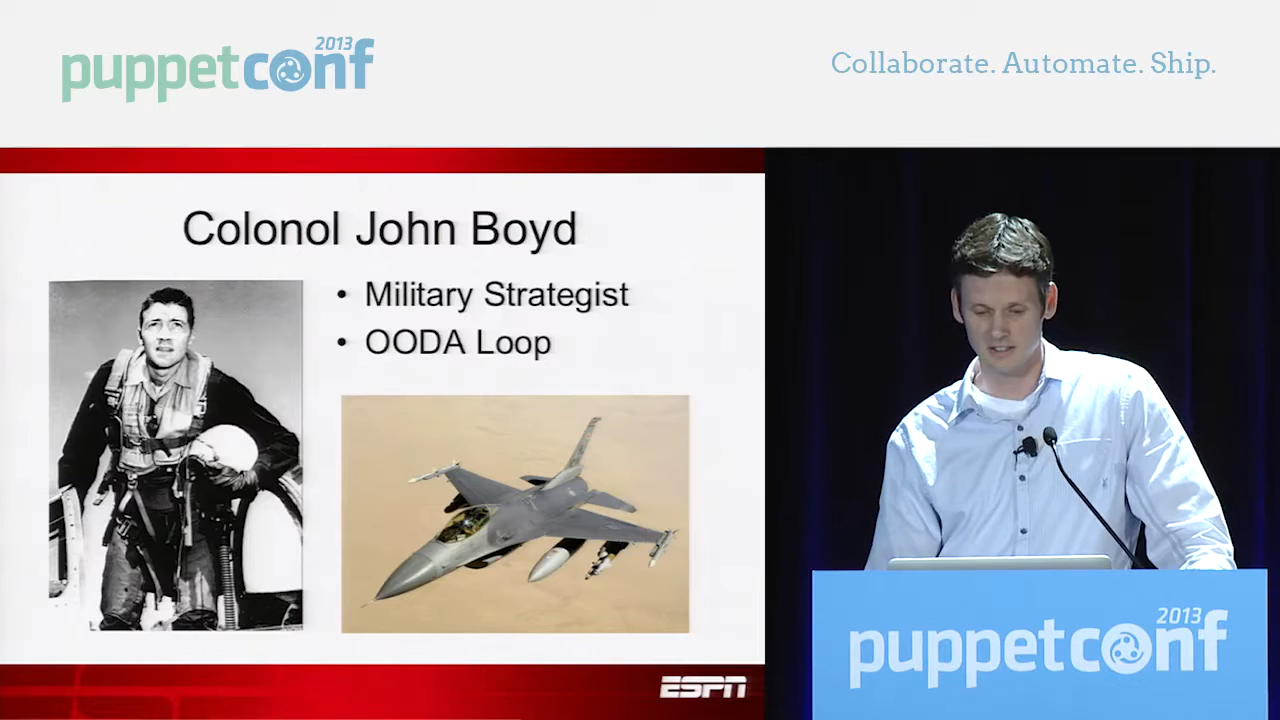 puppetconf 2013
Collaborate. Automate. Ship.
Colonol John Boyd
• Military Strategist
• OODA Loop
ESPN
puppetconf 2013